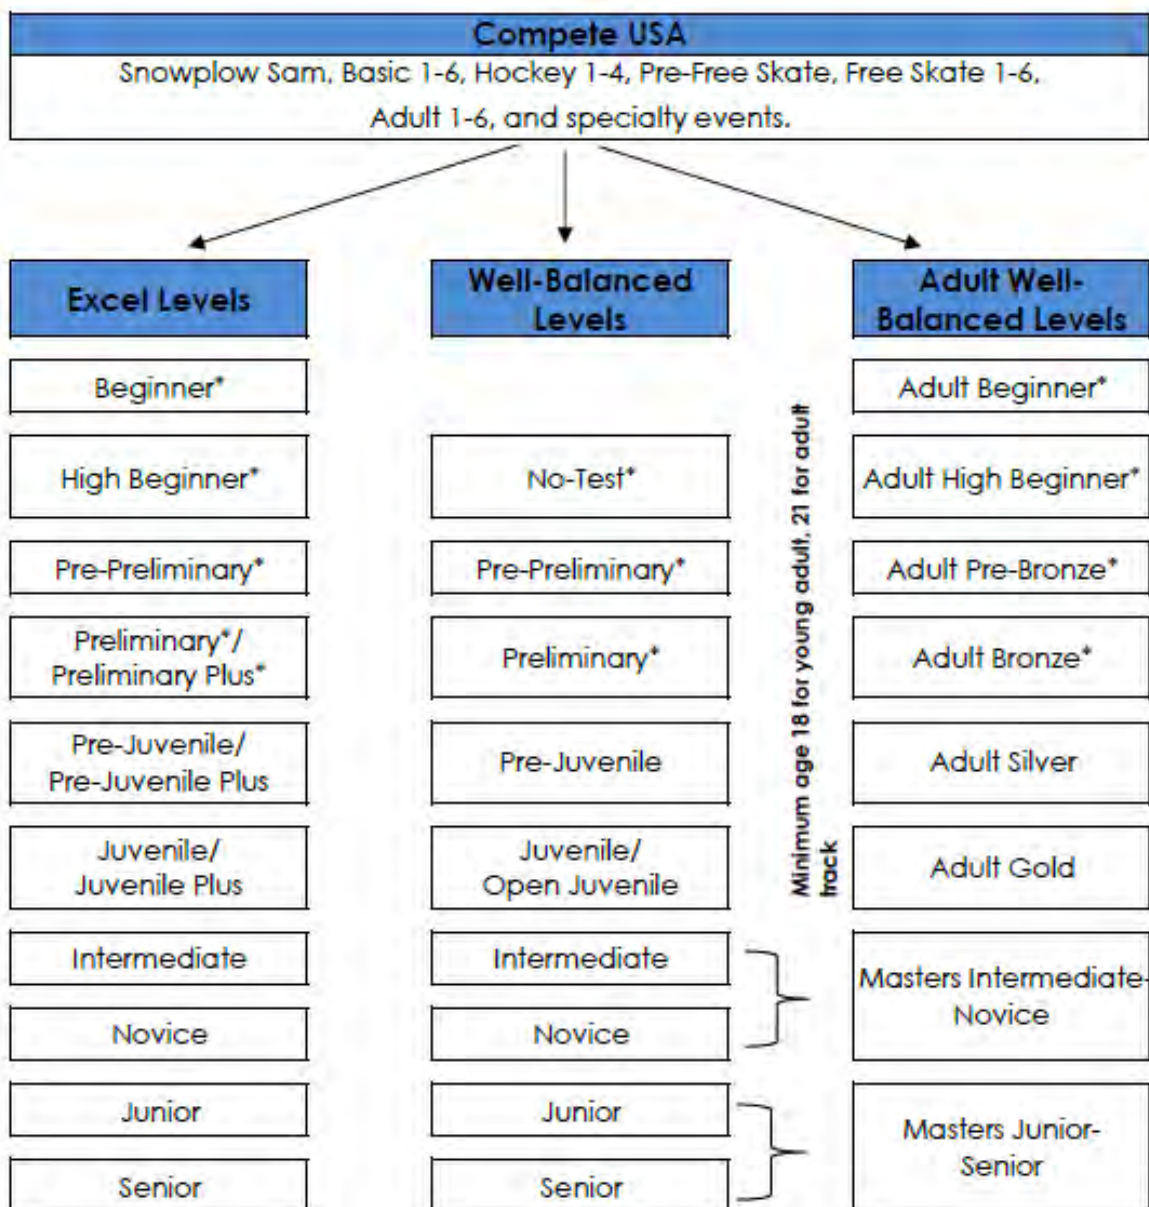 Compete USA
Snowplow Sam, Basic 1-6, Hockey 1-4, Pre-Free Skate, Free Skate 1-6,
Adult 1-6, and specialty events.
Excel Levels
Beginner*
High Beginner*
Pre-Preliminary*
Preliminary*/
Preliminary Plus*
Pre-Juvenile/
Pre-Juvenile Plus
Juvenile/
Juvenile Plus
Intermediate
Novice
Junior
Senior
Well-Balanced
Levels
No-Test*
Pre-Preliminary*
Preliminary*
Pre-Juvenile
Juvenile/
Open Juvenile
Intermediate
Novice
Junior
Senior
Minimum age 18 for young adult, 21 for adult
track
Adult Well-
Balanced Levels
Adult Beginner*
Adult High Beginner*
Adult Pre-Bronze*
Adult Bronze*
Adult Silver
Adult Gold
Masters Intermediate-
Novice
Masters Junior-
Senior